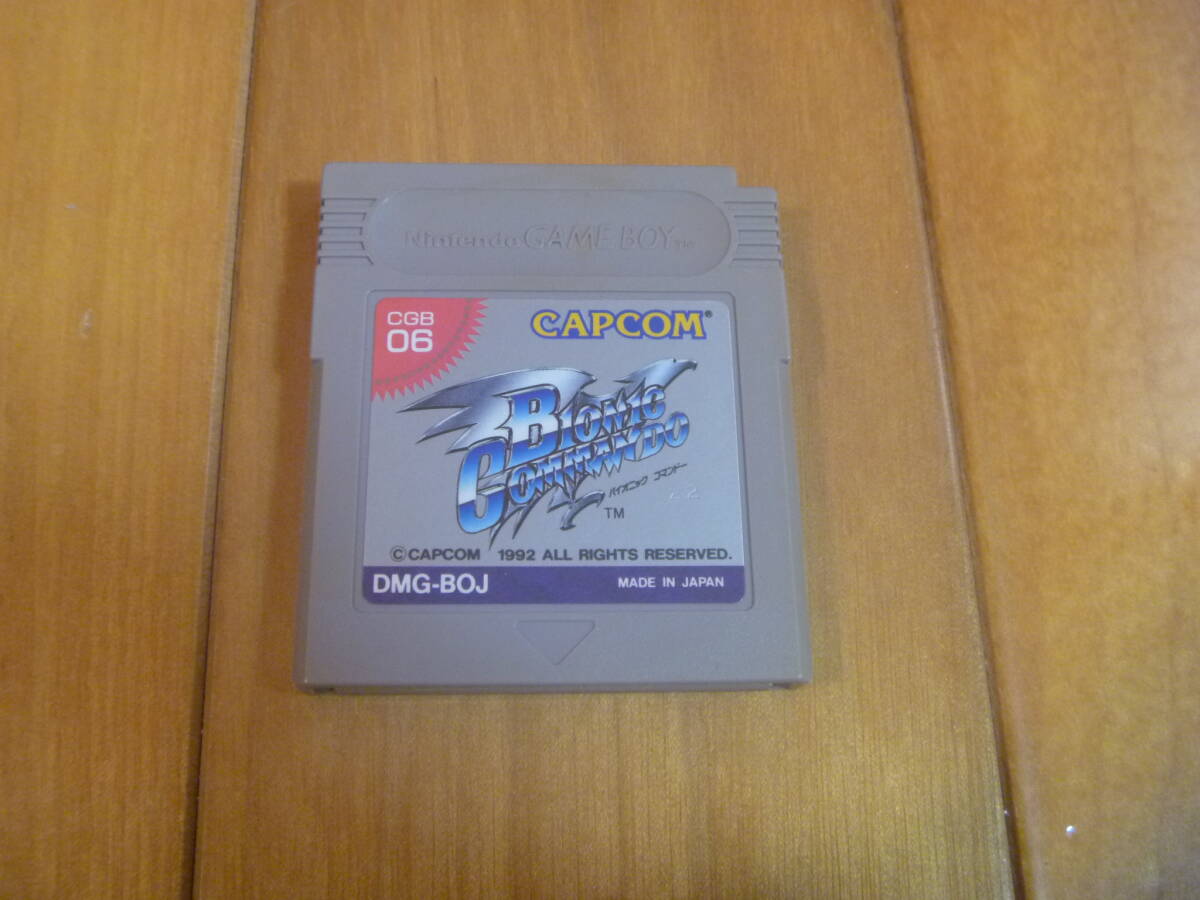 Nintendo GAME BOY TM
CGB
06
CAPCOM®
BIONIC
COMMANDO
バイオニック コマンドー
TM
©CAPCOM 1992 ALL RIGHTS RESERVED.
DMG-BOJ
MADE IN JAPAN